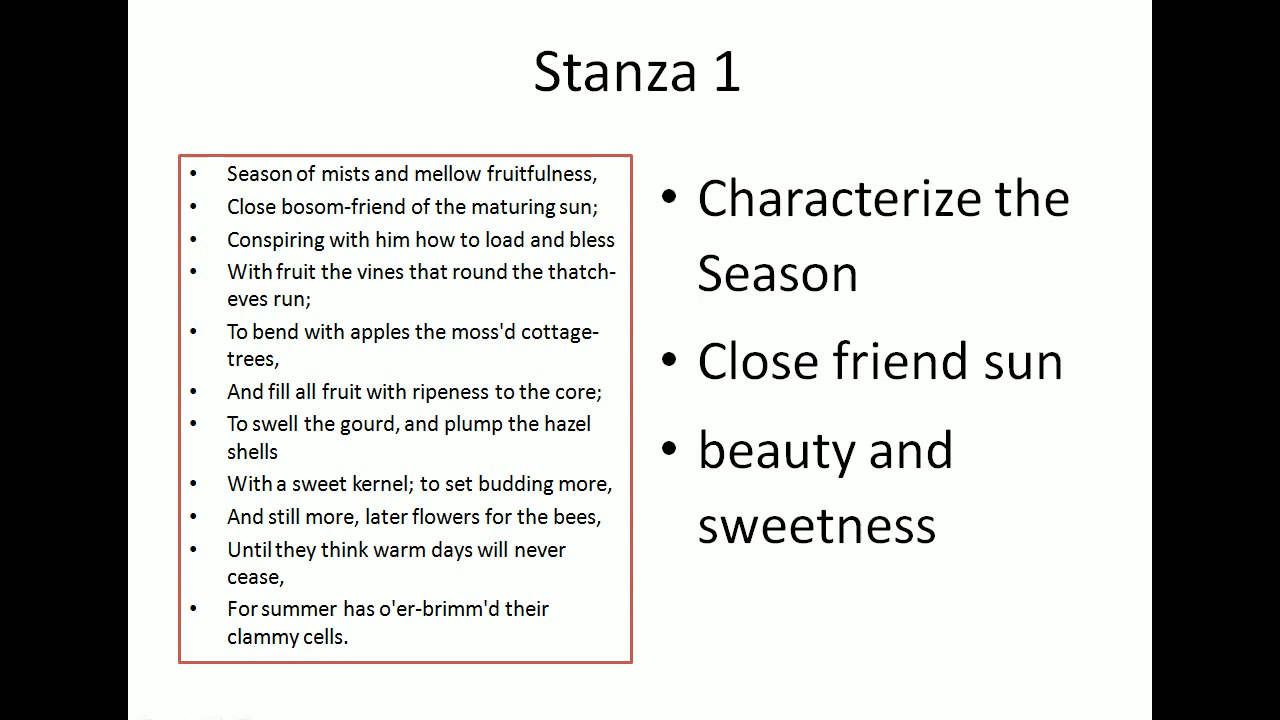 Stanza 1
• Season of mists and mellow fruitfulness,
• Close bosom-friend of the maturing sun;
• Conspiring with him how to load and bless
• With fruit the vines that round the thatch-
eves run;
• To bend with apples the moss'd cottage-
trees,
• And fill all fruit with ripeness to the core;
• To swell the gourd, and plump the hazel
shells
• With a sweet kernel; to set budding more,
• And still more, later flowers for the bees,
• Until they think warm days will never
cease,
• For summer has o'er-brimm'd their
clammy cells.
• Characterize the
Season
• Close friend sun
• beauty and
sweetness